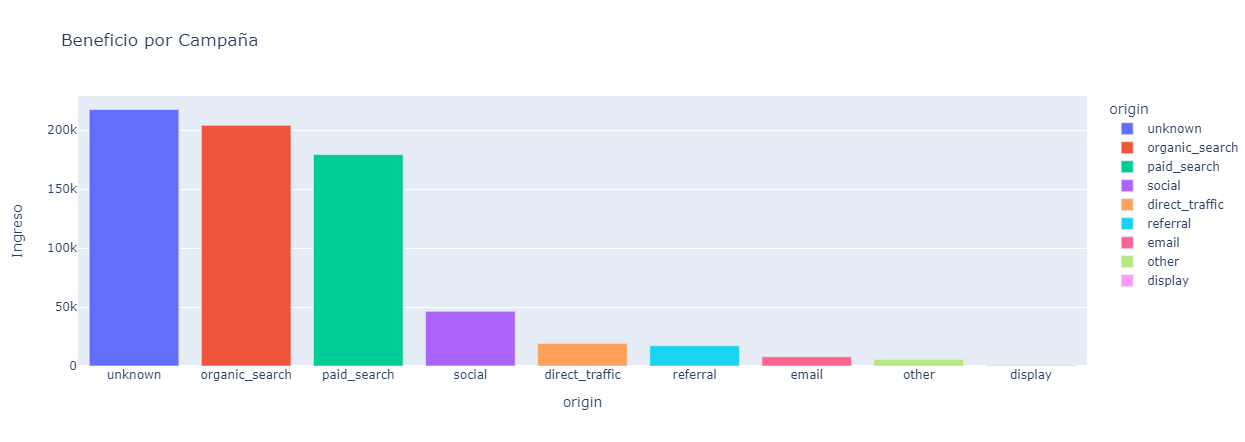 Beneficio por Campaña
Ingreso
200k
150k
100k
50k
0
unknown
organic_search
paid_search
social
direct_traffic
referral
email
other
display
origin
origin
unknown
organic_search
paid_search
social
direct_traffic
referral
email
other
display